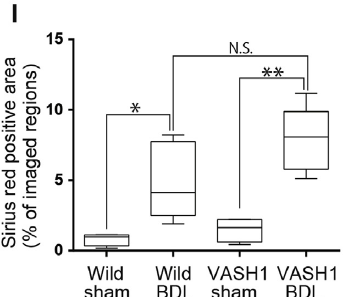 I
Sirius red positive area
(% of imaged regions)
15
10
5
0
N.S.
*
**
Wild sham
Wild BDL
VASH1 sham
VASH1 BDL